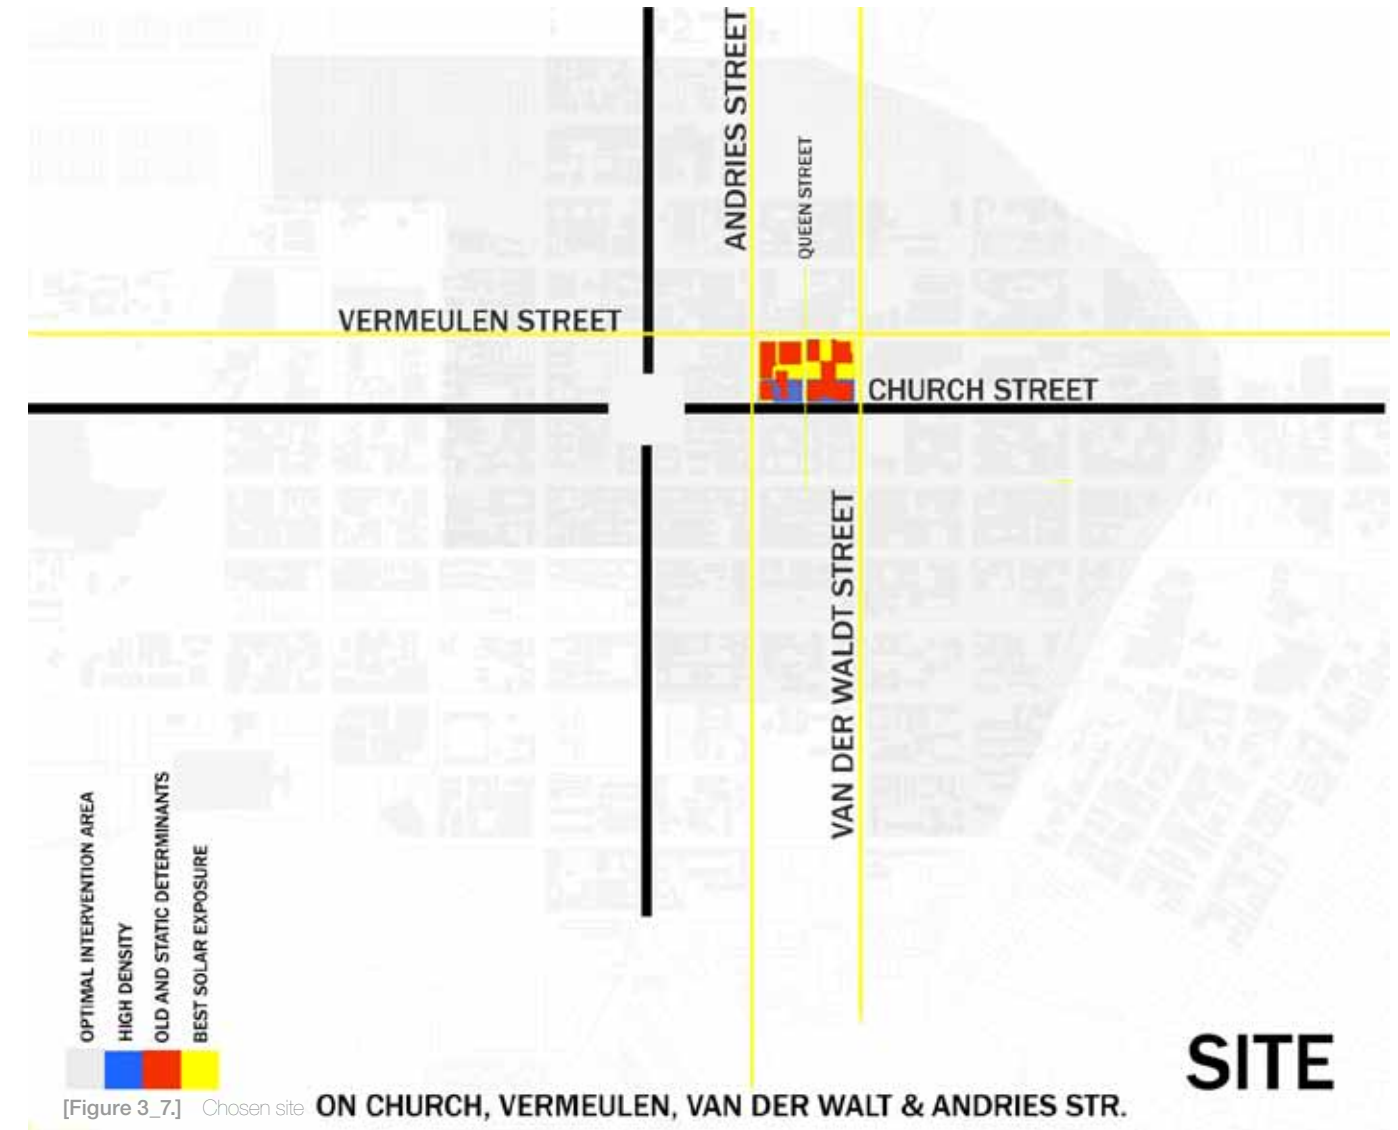 ANDRIES STREET
QUEEN STREET
VERMEULEN STREET
CHURCH STREET
VAN DER WALDT STREET
OPTIMAL INTERVENTION AREA
HIGH DENSITY
OLD AND STATIC DETERMINANTS
BEST SOLAR EXPOSURE
SITE
[Figure 3_7.] Chosen site
ON CHURCH, VERMEULEN, VAN DER WALT & ANDRIES STR.